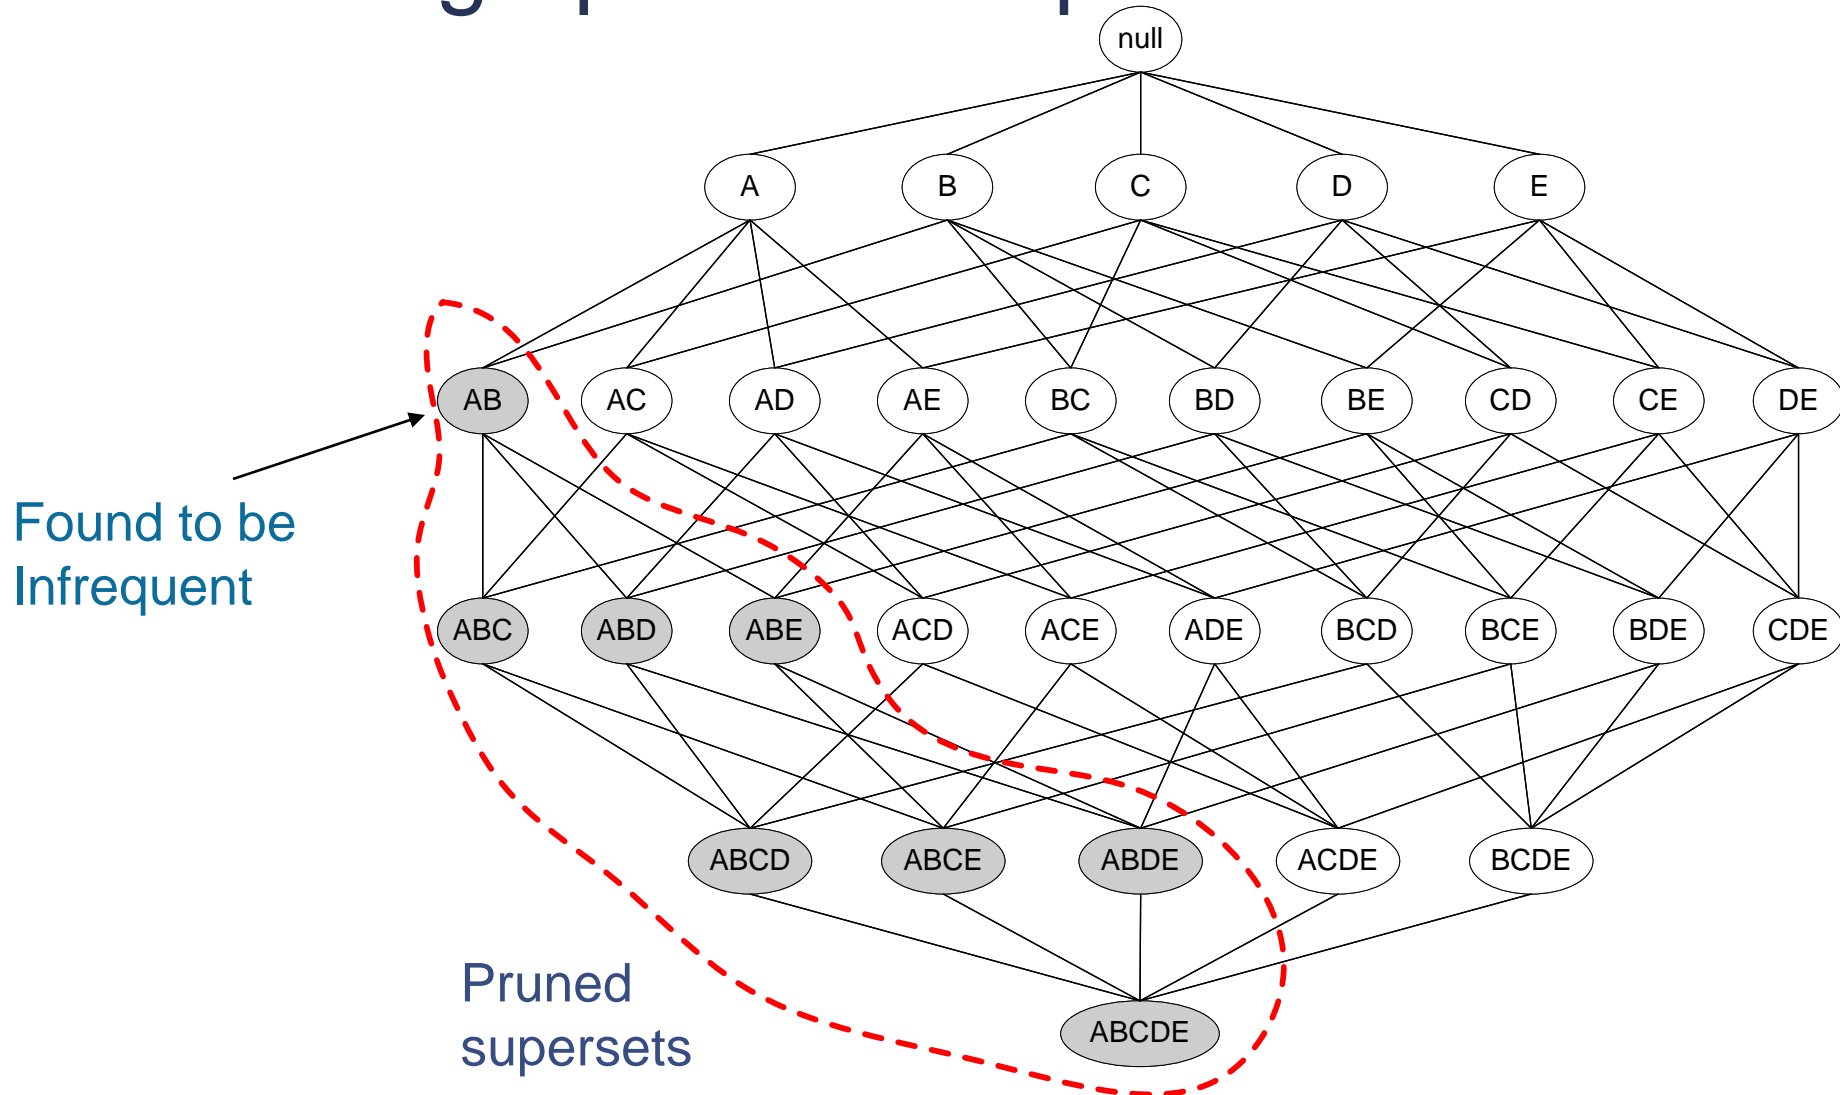 null
A B C D E
AB AC AD AE BC BD BE CD CE DE
Found to be
Infrequent
ABC ABD ABE ACD ACE ADE BCD BCE BDE CDE
ABCD ABCE ABDE ACDE BCDE
Pruned
supersets
ABCDE